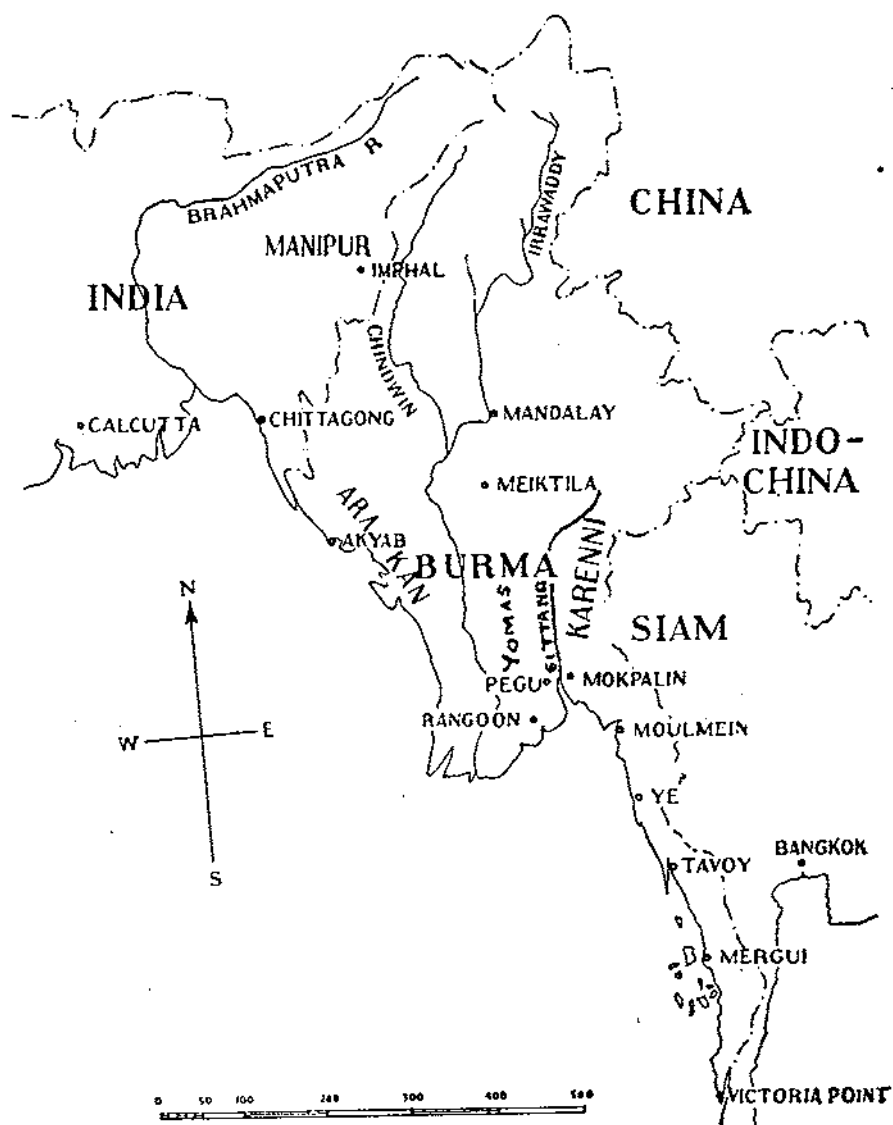 BRAHMAPUTRA R
IRRAWADDY
CHINA
MANIPUR
IMPHAL
INDIA
CHINDWIN
CALCUTTA
CHITTAGONG
MANDALAY
INDO-
CHINA
MEIKTILA
ARAKAN
AKYAB
BURMA
KARENNI
YOMAS
SITTANG
SIAM
N
PEGU
MOKPALIN
RANGOON
MOULMEIN
W
E
YE
BANGKOK
TAVOY
S
MERGUI
0 50 100 240 300 400 500
VICTORIA POINT